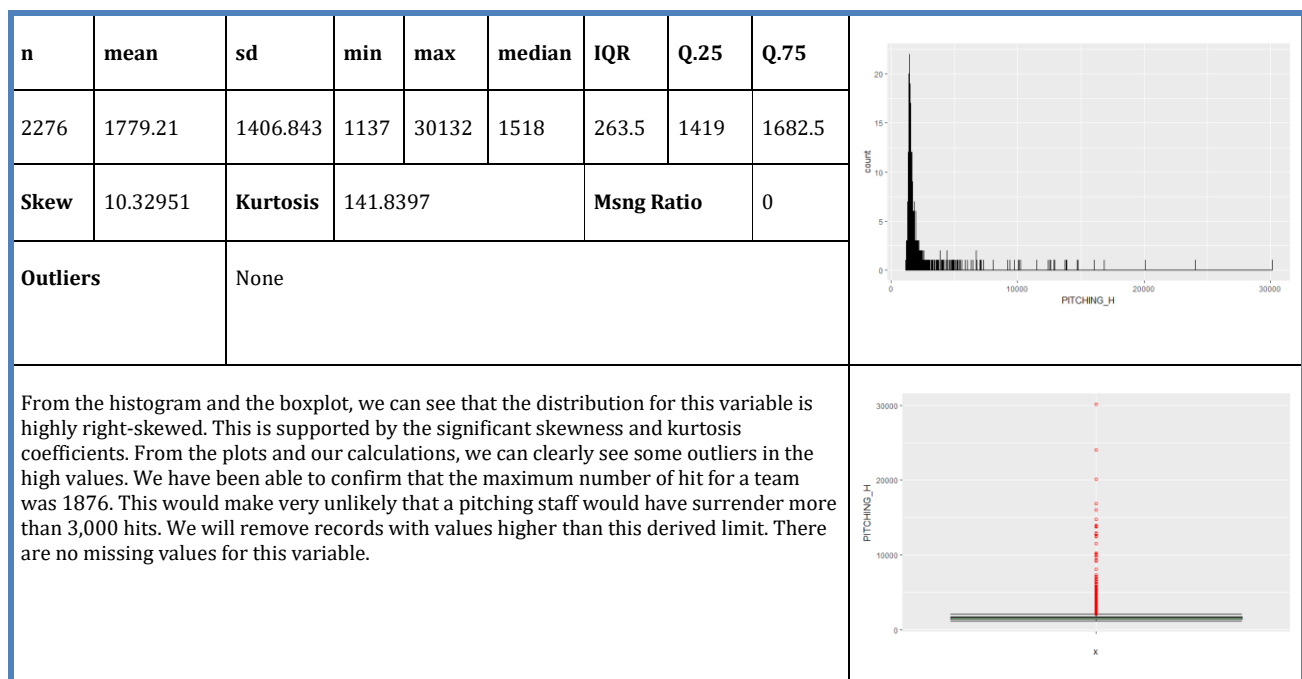 n mean sd min max median IQR Q.25 Q.75
2276 1779.21 1406.843 1137 30132 1518 263.5 1419 1682.5
Skew 10.32951 Kurtosis 141.8397 Msng Ratio 0
Outliers None
20
15
10
5
0
count
0 10000 20000 30000
PITCHING_H
From the histogram and the boxplot, we can see that the distribution for this variable is
highly right-skewed. This is supported by the significant skewness and kurtosis
coefficients. From the plots and our calculations, we can clearly see some outliers in the
high values. We have been able to confirm that the maximum number of hit for a team
was 1876. This would make very unlikely that a pitching staff would have surrender more
than 3,000 hits. We will remove records with values higher than this derived limit. There
are no missing values for this variable.
30000
20000
10000
0
PITCHING_H
x